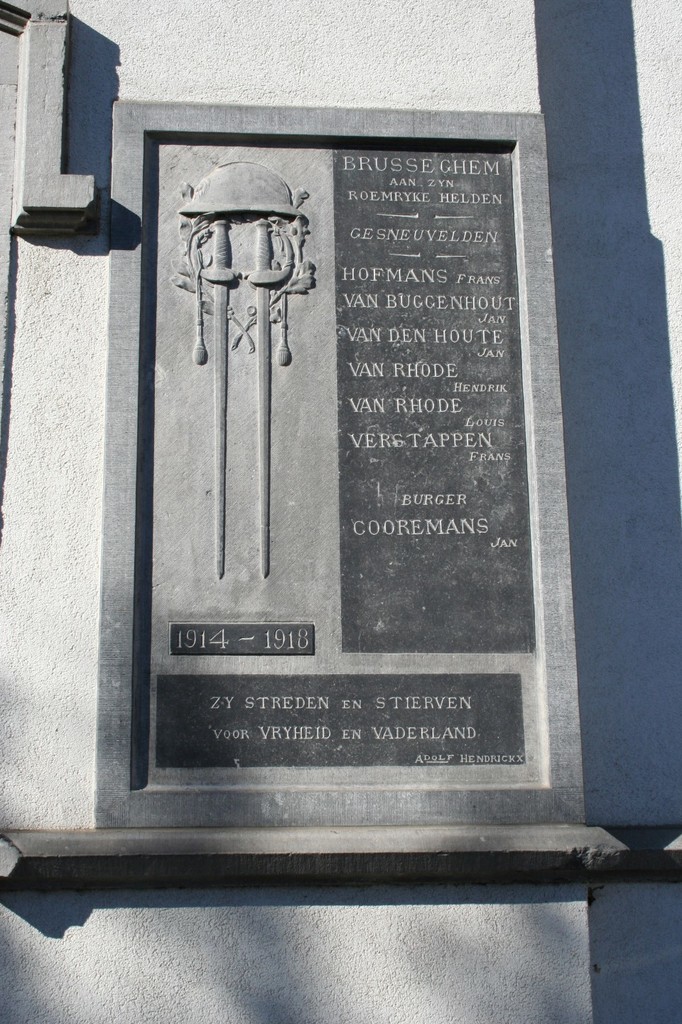 BRUSSEGHEM
AAN ZYN
ROEMRYKE HELDEN
GESNEUVELDEN
HOFMANS FRANS
VAN BUGGENHOUT
JAN
VAN DEN HOUTE
JAN
VAN RHODE
HENDRIK
VAN RHODE
LOUIS
VERSTAPPEN
FRANS
BURGER
COOREMANS
JAN
1914 - 1918
ZY STREDEN EN STIERVEN
VOOR VRYHEID EN VADERLAND
ADOLF HENDRICKX